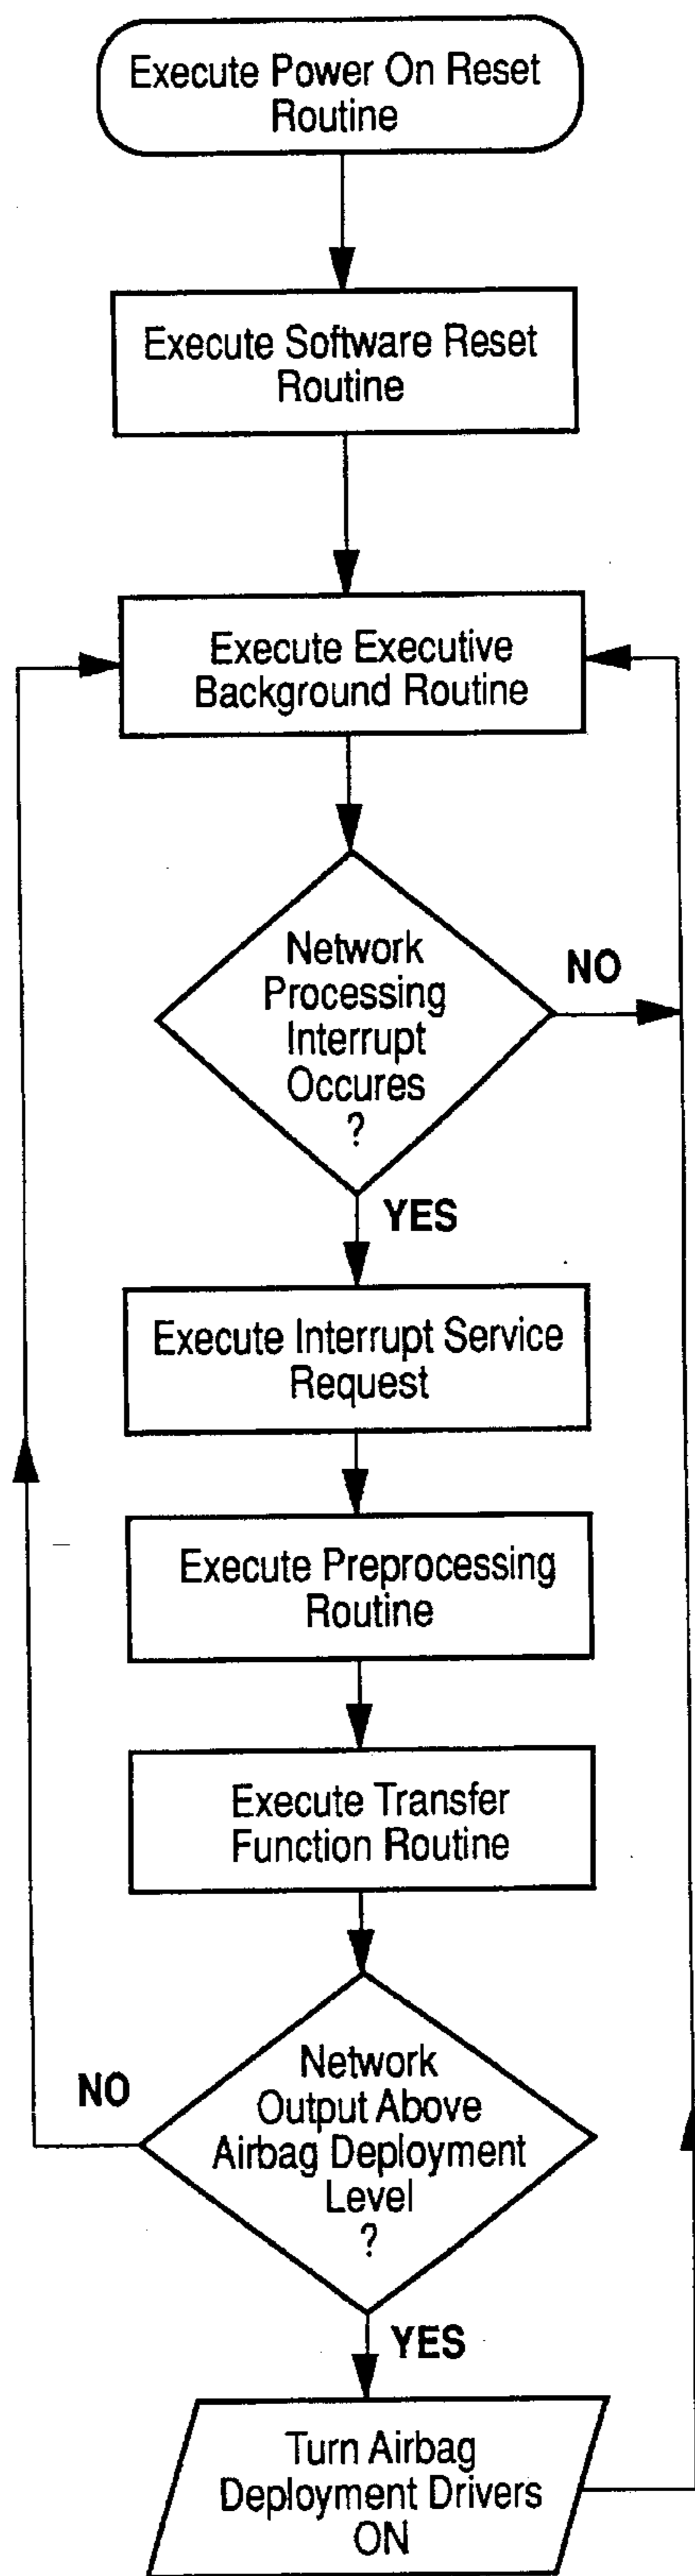 Execute Power On Reset
Routine
Execute Software Reset
Routine
Execute Executive
Background Routine
Network
Processing
Interrupt
Occures
?
NO
YES
Execute Interrupt Service
Request
Execute Preprocessing
Routine
Execute Transfer
Function Routine
Network
Output Above
Airbag Deployment
Level
?
NO
YES
Turn Airbag
Deployment Drivers
ON